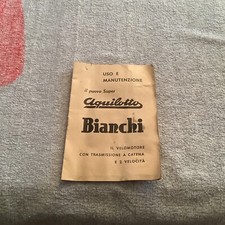 USO E
MANUTENZIONE
il nuovo Super
Aquilotto
Bianchi
IL VELOMOTORE
CON TRASMISSIONE A CATENA
E 2 VELOCITÀ